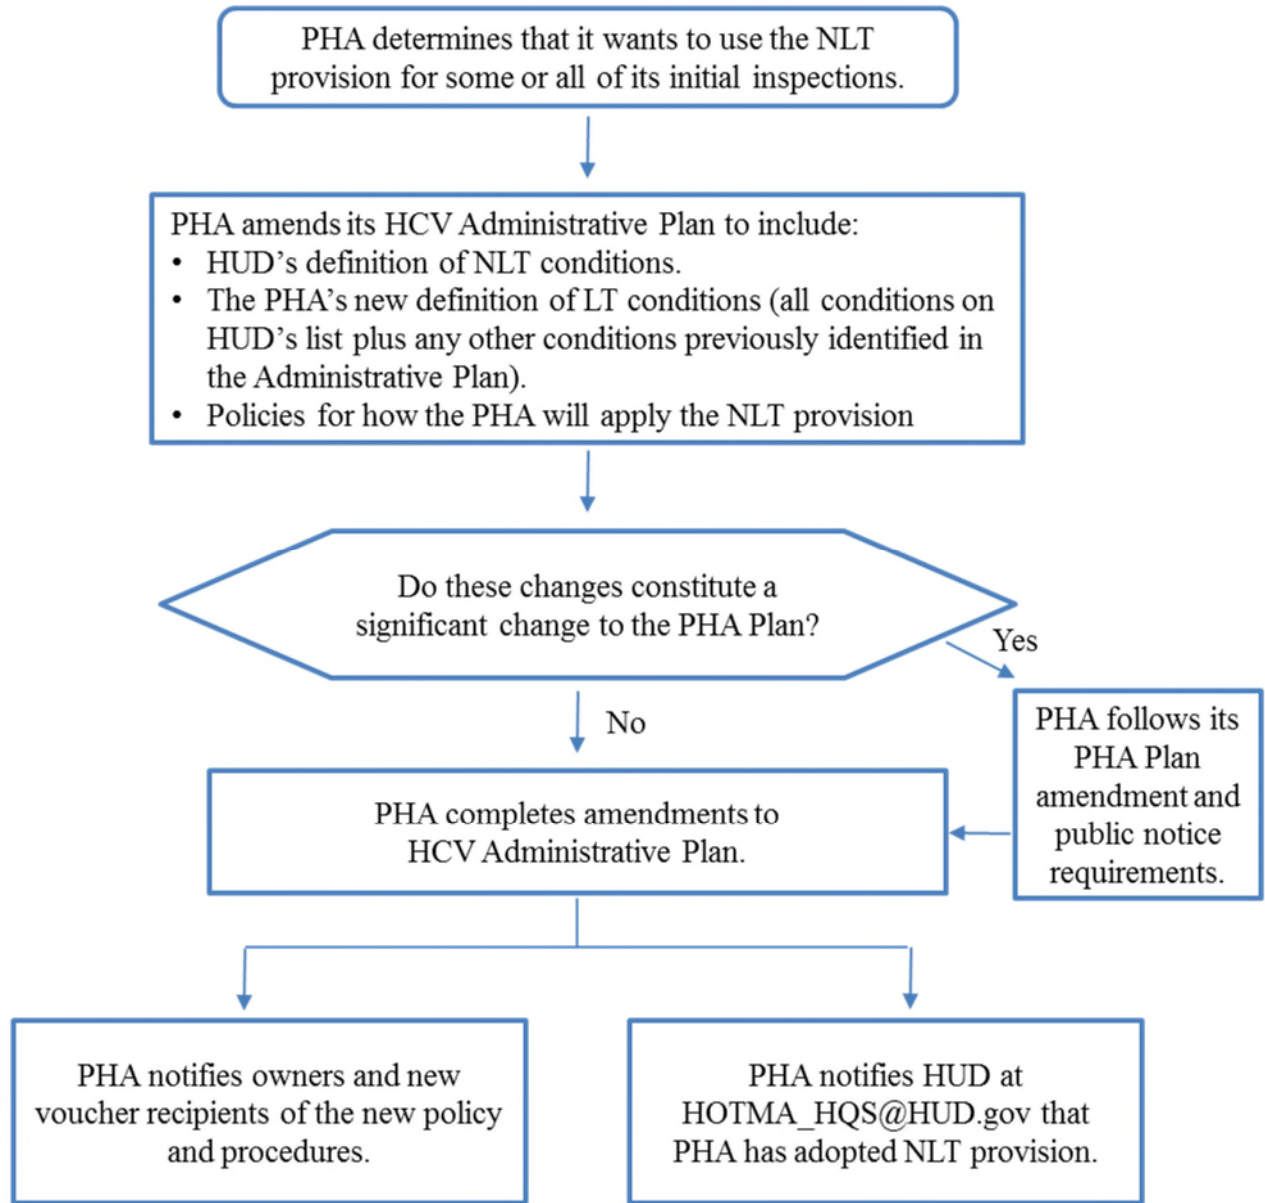 PHA determines that it wants to use the NLT
provision for some or all of its initial inspections.
PHA amends its HCV Administrative Plan to include:
• HUD’s definition of NLT conditions.
• The PHA’s new definition of LT conditions (all conditions on
HUD’s list plus any other conditions previously identified in
the Administrative Plan).
• Policies for how the PHA will apply the NLT provision
Do these changes constitute a
significant change to the PHA Plan?
Yes
No
PHA follows its
PHA Plan
amendment and
public notice
requirements.
PHA completes amendments to
HCV Administrative Plan.
PHA notifies owners and new
voucher recipients of the new policy
and procedures.
PHA notifies HUD at
HOTMA_HQS@HUD.gov that
PHA has adopted NLT provision.